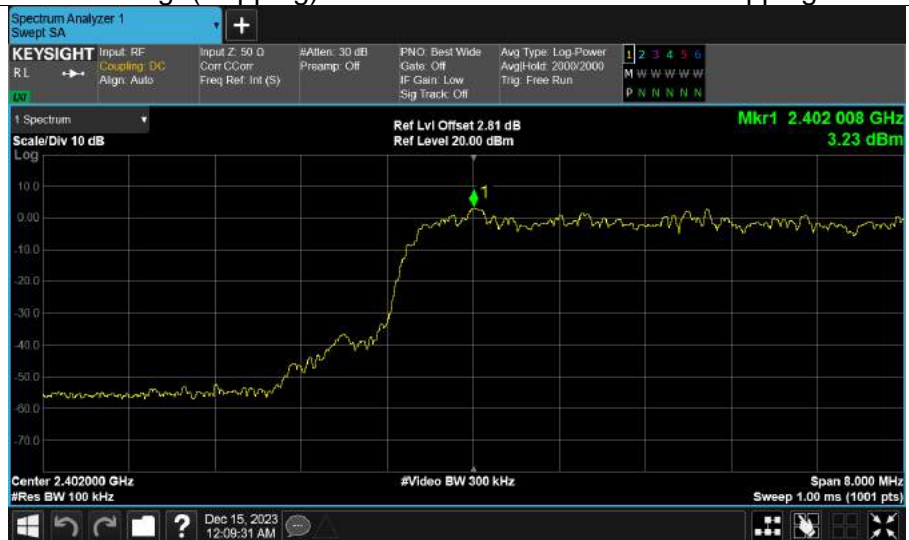 Spectrum Analyzer 1
Swept SA
+
KEYSIGHT
RL
LXI
Input: RF
Coupling: DC
Align: Auto
Input Z: 50 Ω
Corr CCorr
Freq Ref: Int (S)
#Atten: 30 dB
Preamp: Off
PNO: Best Wide
Gate: Off
IF Gain: Low
Sig Track: Off
Avg Type: Log-Power
Avg|Hold: 2000/2000
Trig: Free Run
1 2 3 4 5 6
M W W W W W
P N N N N N
1 Spectrum
Scale/Div 10 dB
Log
Ref Lvl Offset 2.81 dB
Ref Level 20.00 dBm
Mkr1 2.402 008 GHz
3.23 dBm
1
10.0
0.00
-10.0
-20.0
-30.0
-40.0
-50.0
-60.0
-70.0
Center 2.402000 GHz
#Res BW 100 kHz
#Video BW 300 kHz
Span 8.000 MHz
Sweep 1.00 ms (1001 pts)
?
Dec 15, 2023
12:09:31 AM